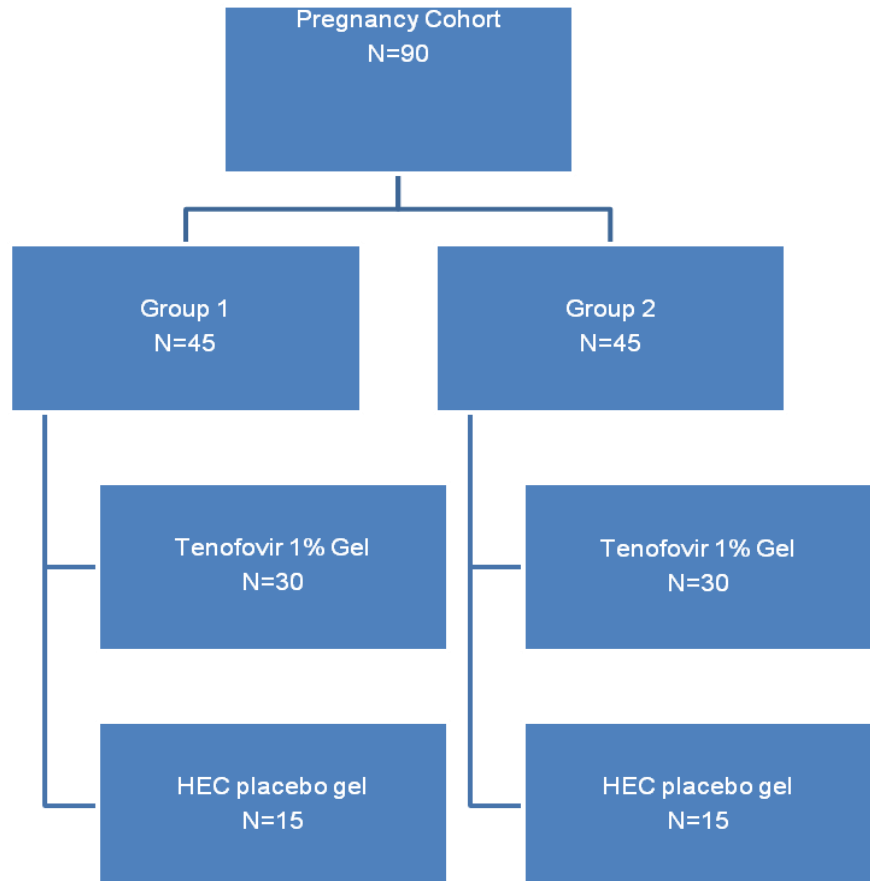 Pregnancy Cohort
N=90
Group 1
N=45
Group 2
N=45
Tenofovir 1% Gel
N=30
Tenofovir 1% Gel
N=30
HEC placebo gel
N=15
HEC placebo gel
N=15